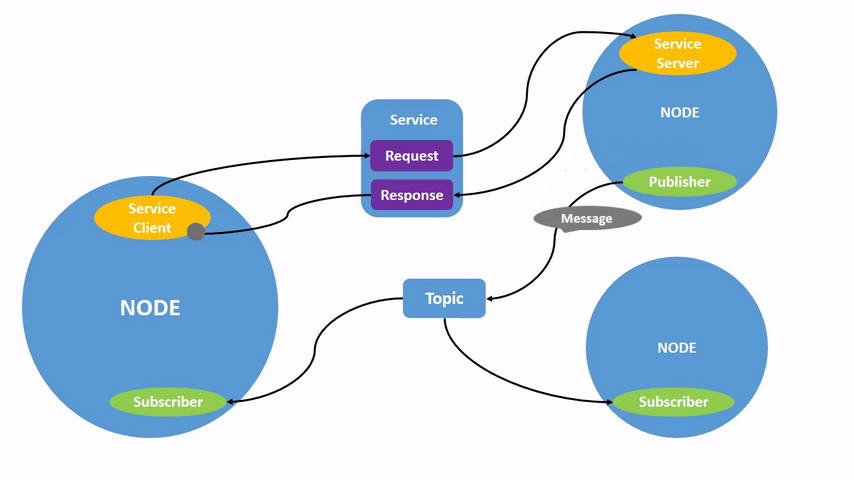 Service
Server
NODE
Publisher
Service
Request
Response
Message
Service
Client
NODE
Subscriber
Topic
NODE
Subscriber